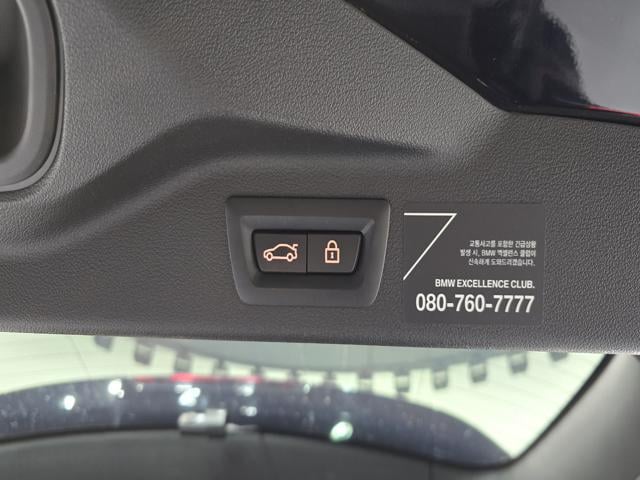 7
교통사고를 포함한 긴급상황
발생 시, BMW 엑셀런스 클럽이
신속하게 도와드리겠습니다.
BMW EXCELLENCE CLUB.
080-760-7777